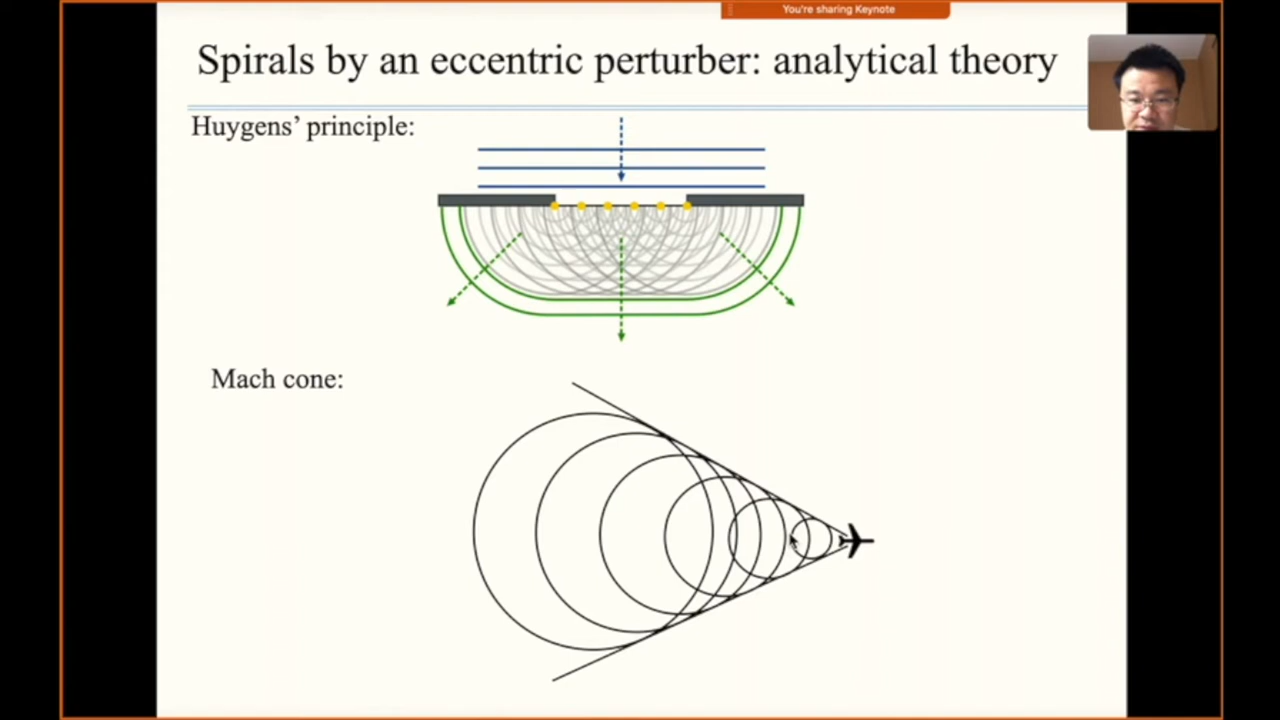 You're sharing Keynote
Spirals by an eccentric perturber: analytical theory
Huygens’ principle:
Mach cone: